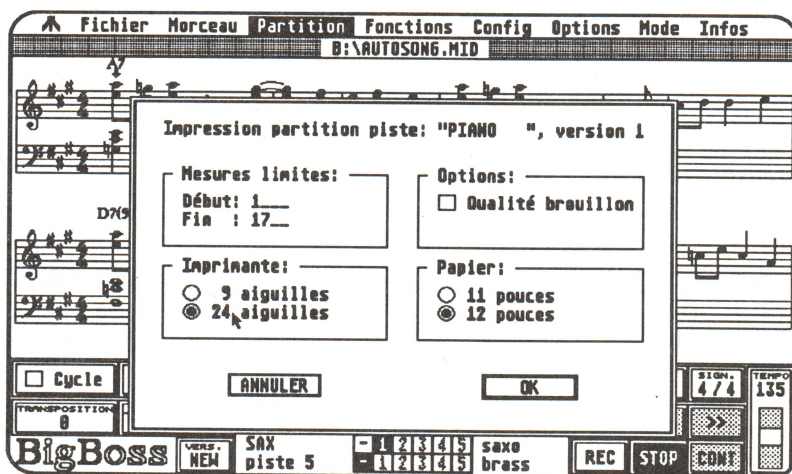 Fichier Morceau Partition Fonctions Config Options Mode Infos
B:\AUTOSONG.MID
A7
Impression partition piste: "PIANO   ", version 1
Mesures limites:
Début: 1___
Fin  : 17__
Options:
Qualité brouillon
D7(9
Imprimante:
9 aiguilles
24 aiguilles
Papier:
11 pouces
12 pouces
ANNULER
OK
Cycle
SIGN.
4/4
TEMPO
135
TRANSPOSITION
0
>>
BigBoss
VERS.
NEW
SAX
piste 5
- 1 2 3 4 5
- 1 2 3 4 5
saxo
brass
REC
STOP
CONT